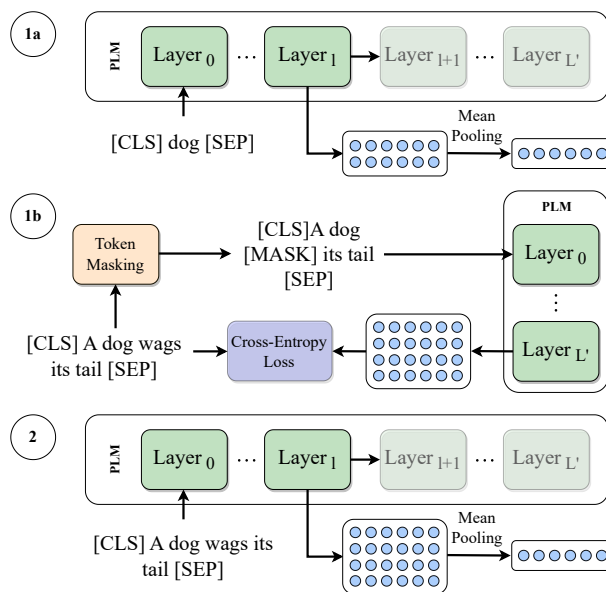 1a
PLM
Layer 0 ... Layer l Layer l+1 ... Layer L'
[CLS] dog [SEP]
Mean
Pooling
1b
PLM
Token
Masking
[CLS]A dog
[MASK] its tail
[SEP]
Layer 0
...
Layer L'
[CLS] A dog wags
its tail [SEP]
Cross-Entropy
Loss
2
PLM
Layer 0 ... Layer l Layer l+1 ... Layer L'
[CLS] A dog wags its
tail [SEP]
Mean
Pooling